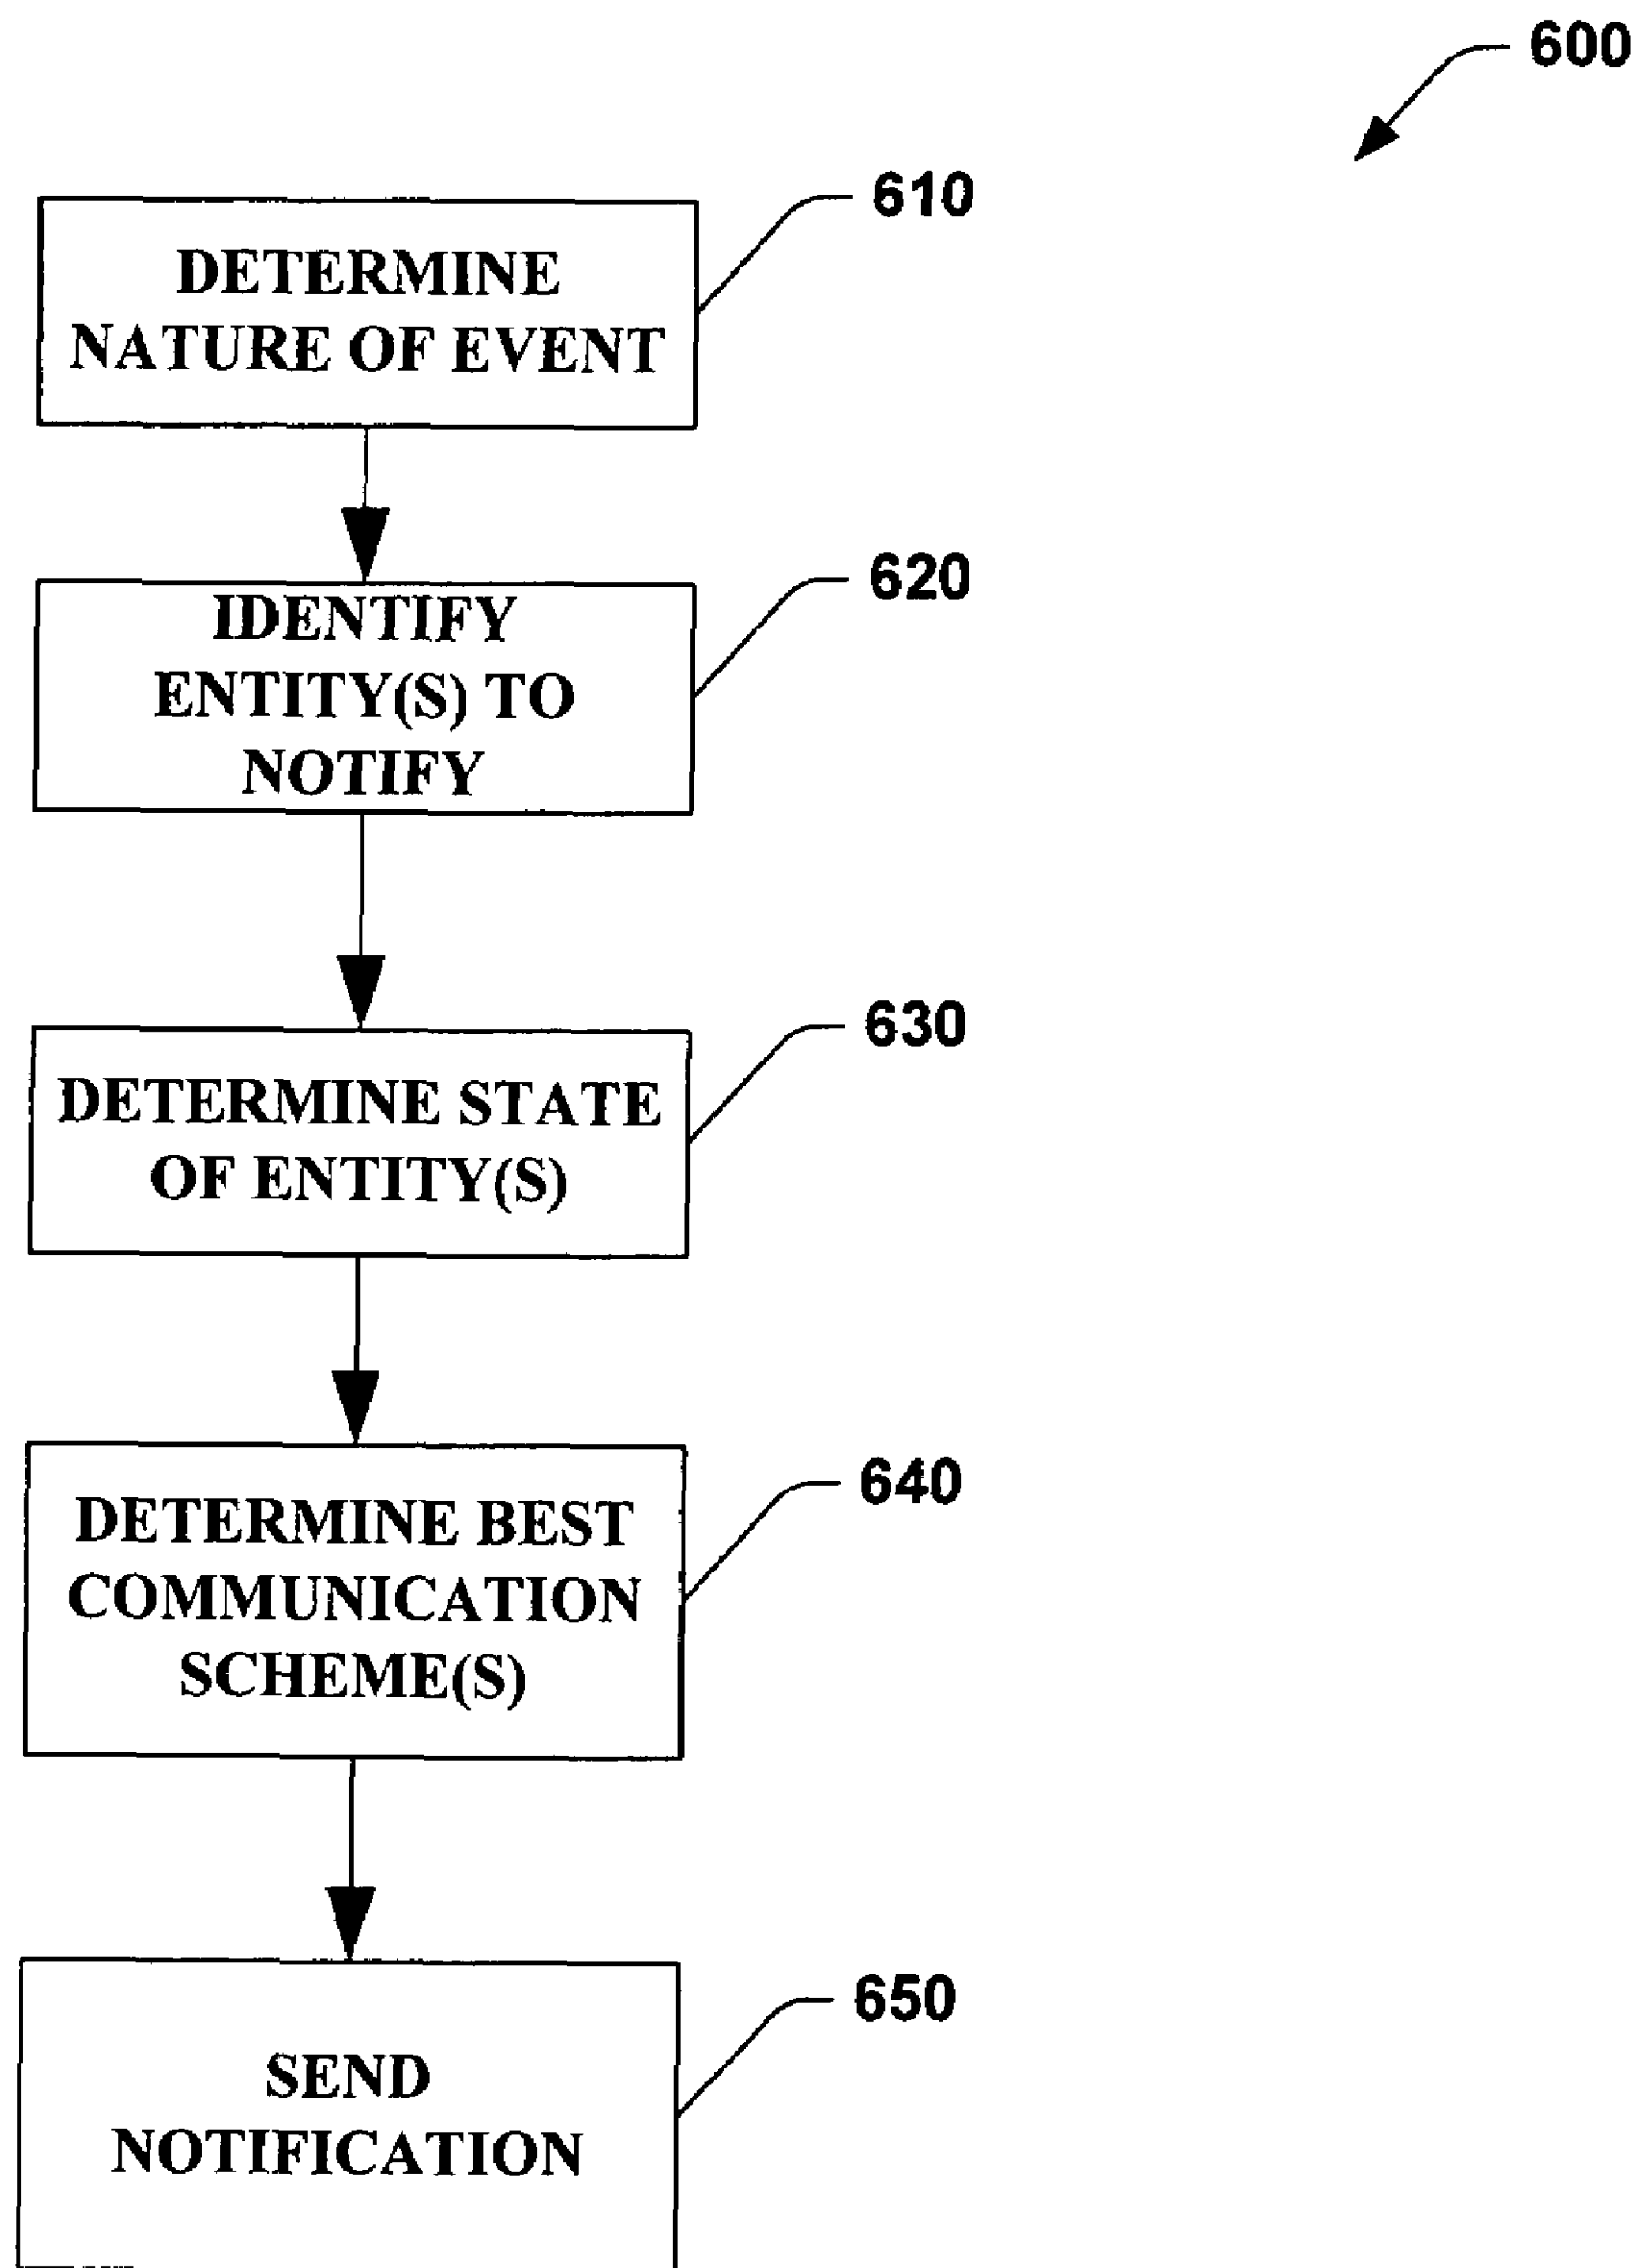 600
610
DETERMINE
NATURE OF EVENT
620
IDENTIFY
ENTITY(S) TO
NOTIFY
630
DETERMINE STATE
OF ENTITY(S)
640
DETERMINE BEST
COMMUNICATION
SCHEME(S)
650
SEND
NOTIFICATION